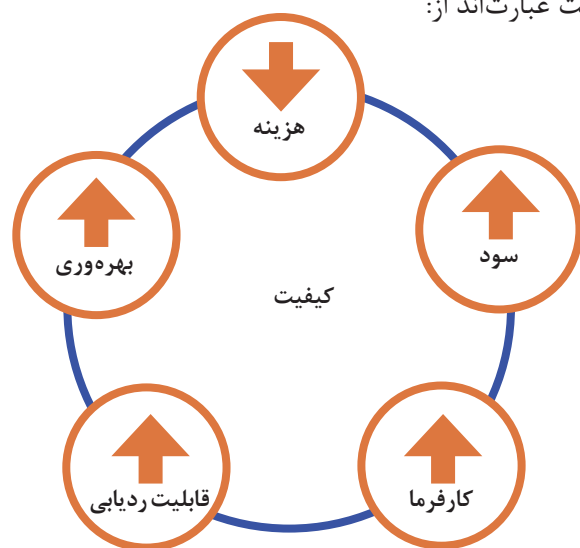 عبارت‌اند از:
هزینه
بهره‌وری
سود
کیفیت
قابلیت ردیابی
کارفرما